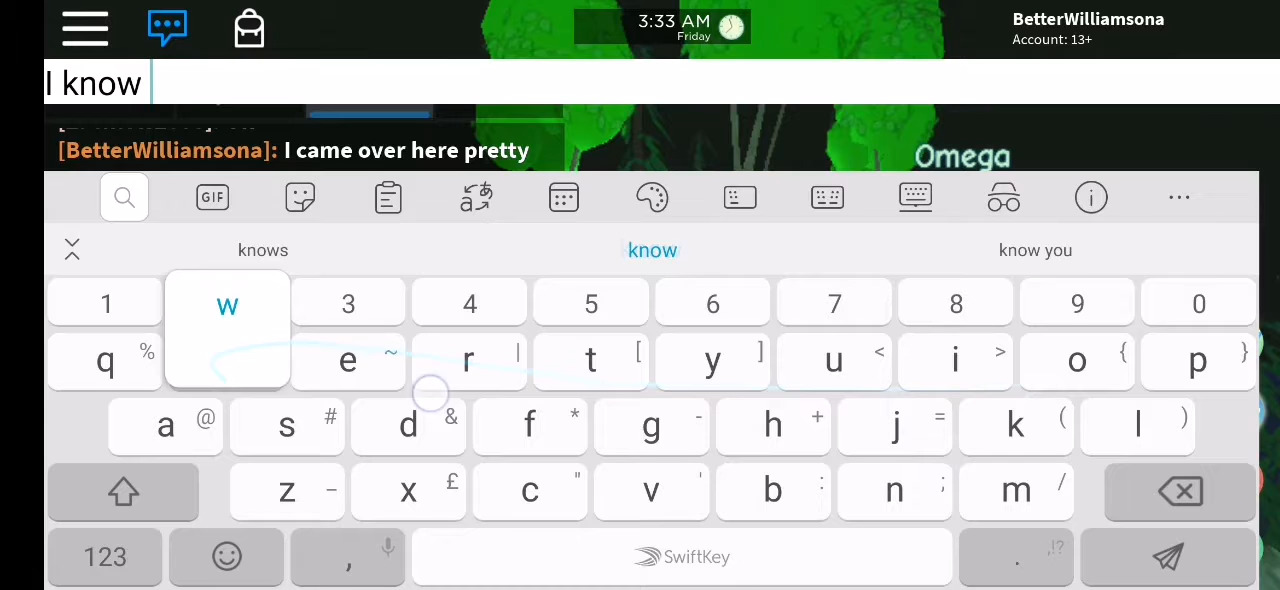 3:33 AM
Friday
BetterWilliamsona
Account: 13+
I know
[BetterWilliamsona]: I came over here pretty
Omega
GIF
knows know know you
1 w 3 4 5 6 7 8 9 0
q % e ~ r | t [ y ] u < i > o { p }
a @ s # d & f * g - h + j = k ( l )
z _ x £ c " v ' b : n ; m /
123 , SwiftKey . ,!?